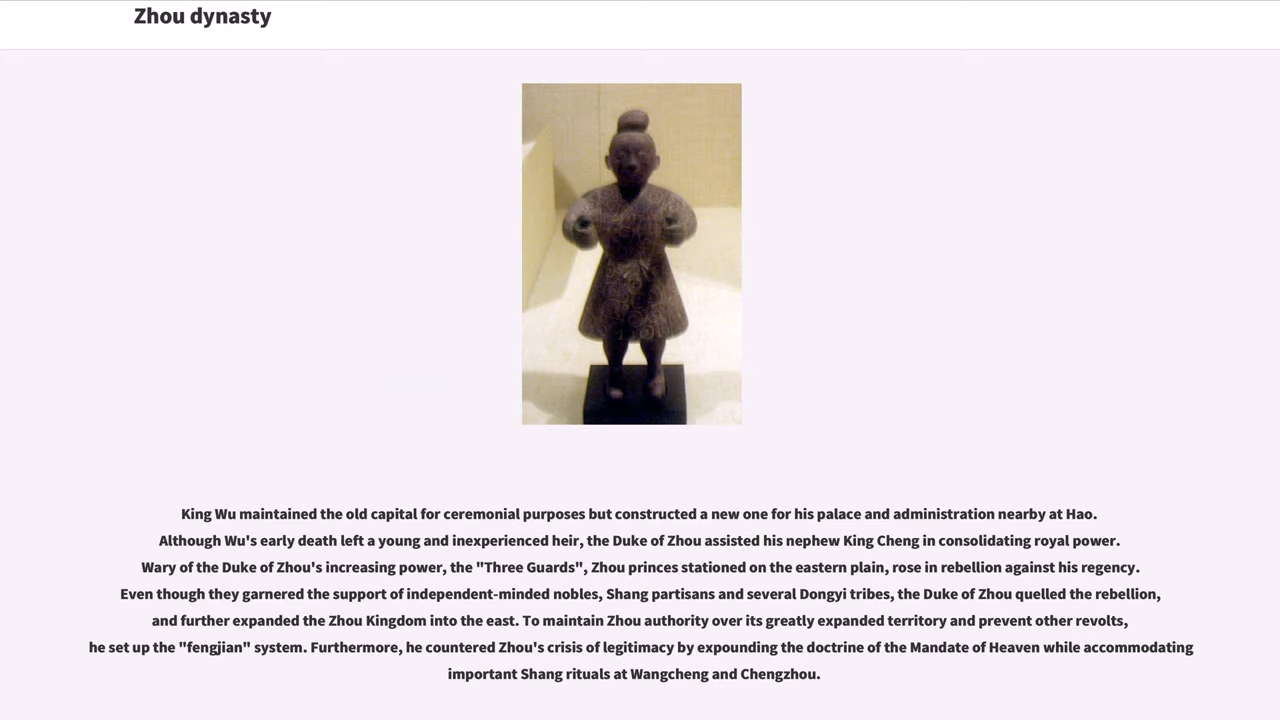 Zhou dynasty
King Wu maintained the old capital for ceremonial purposes but constructed a new one for his palace and administration nearby at Hao.
Although Wu's early death left a young and inexperienced heir, the Duke of Zhou assisted his nephew King Cheng in consolidating royal power.
Wary of the Duke of Zhou's increasing power, the "Three Guards", Zhou princes stationed on the eastern plain, rose in rebellion against his regency.
Even though they garnered the support of independent-minded nobles, Shang partisans and several Dongyi tribes, the Duke of Zhou quelled the rebellion,
and further expanded the Zhou Kingdom into the east. To maintain Zhou authority over its greatly expanded territory and prevent other revolts,
he set up the "fengjian" system. Furthermore, he countered Zhou's crisis of legitimacy by expounding the doctrine of the Mandate of Heaven while accommodating
important Shang rituals at Wangcheng and Chengzhou.